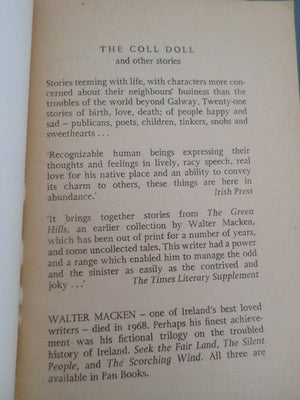 THE COLL DOLL
and other stories
Stories teeming with life, with characters more con-
cerned about their neighbours' business than the
troubles of the world beyond Galway. Twenty-one
stories of birth, love, death; of people happy and
sad – publicans, poets, children, tinkers, snobs and
sweethearts . . .
'Recognizable human beings expressing their
thoughts and feelings in lively, racy speech, real
love for his native place and an ability to convey
its charm to others, these things are here in
abundance.' Irish Press
'It brings together stories from The Green
Hills, an earlier collection by Walter Macken,
which has been out of print for a number of years,
and some uncollected tales. This writer had a power
and a range which enabled him to manage the odd
and the sinister as easily as the contrived and
joky . . .' The Times Literary Supplement
WALTER MACKEN – one of Ireland's best loved
writers – died in 1968. Perhaps his finest achieve-
ment was his fictional trilogy on the troubled
history of Ireland. Seek the Fair Land, The Silent
People, and The Scorching Wind. All three are
available in Pan Books.